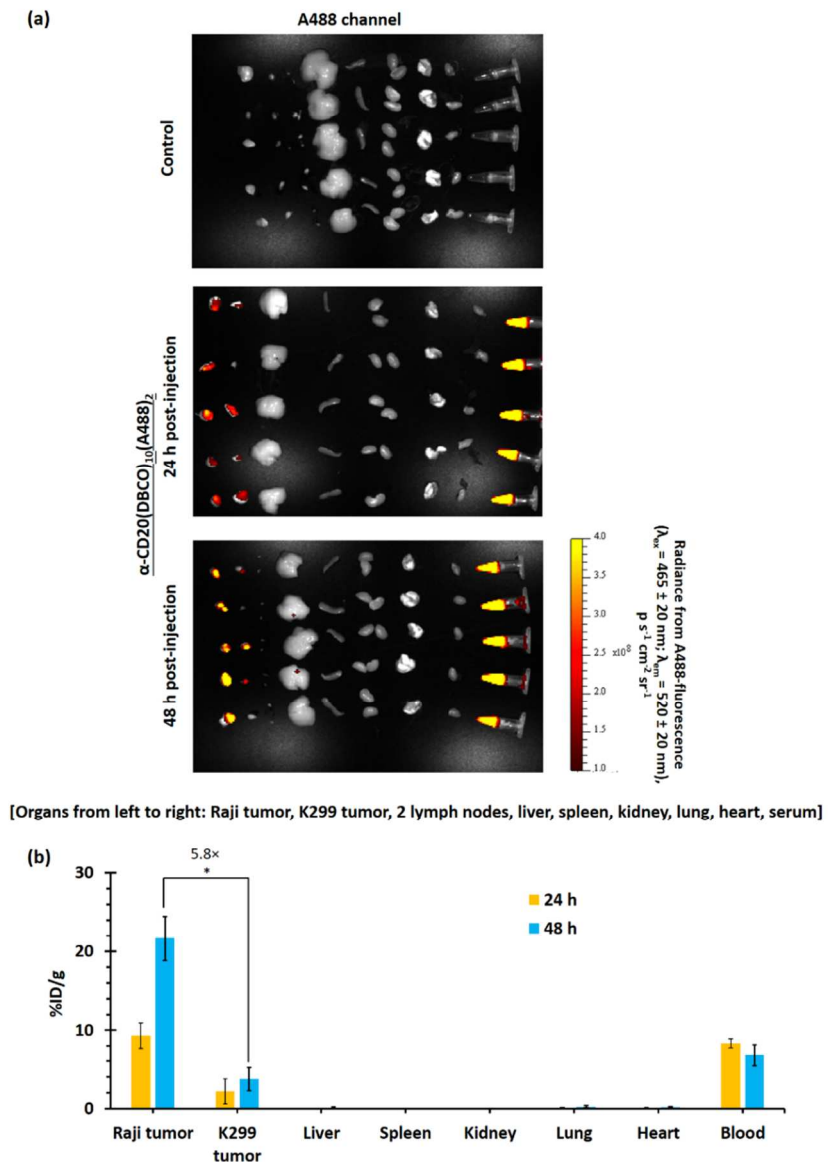 (a)
A488 channel
Control
α-CD20(DBCO)10(A488)2
24 h post-injection
48 h post-injection
4.0
3.5
3.0
2.5
2.0
1.5
1.0
Radiance from A488-fluorescence
(λex = 465 ± 20 nm; λem = 520 ± 20 nm),
p s-1 cm-2 sr-1
[Organs from left to right: Raji tumor, K299 tumor, 2 lymph nodes, liver, spleen, kidney, lung, heart, serum]
(b)
5.8×
*
30
20
10
0
%ID/g
24 h
48 h
Raji tumor
K299
tumor
Liver
Spleen
Kidney
Lung
Heart
Blood